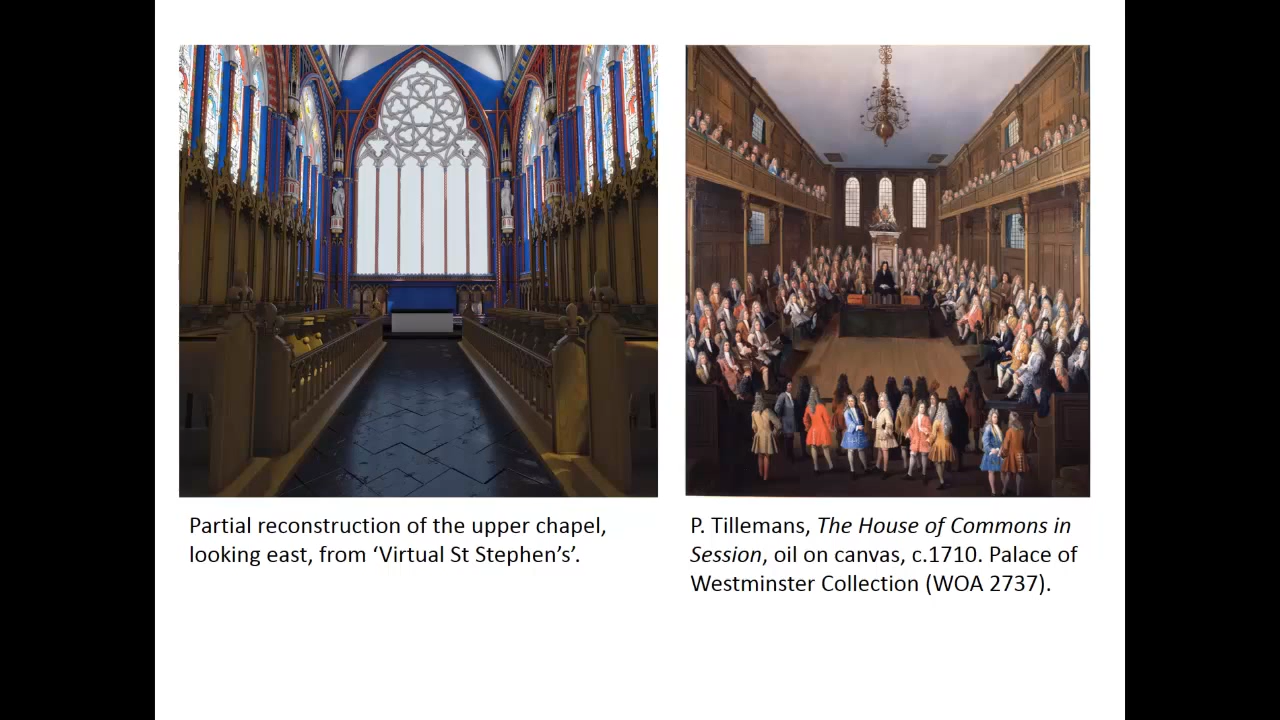 Partial reconstruction of the upper chapel,
looking east, from ‘Virtual St Stephen’s’.
P. Tillemans, The House of Commons in
Session, oil on canvas, c.1710. Palace of
Westminster Collection (WOA 2737).